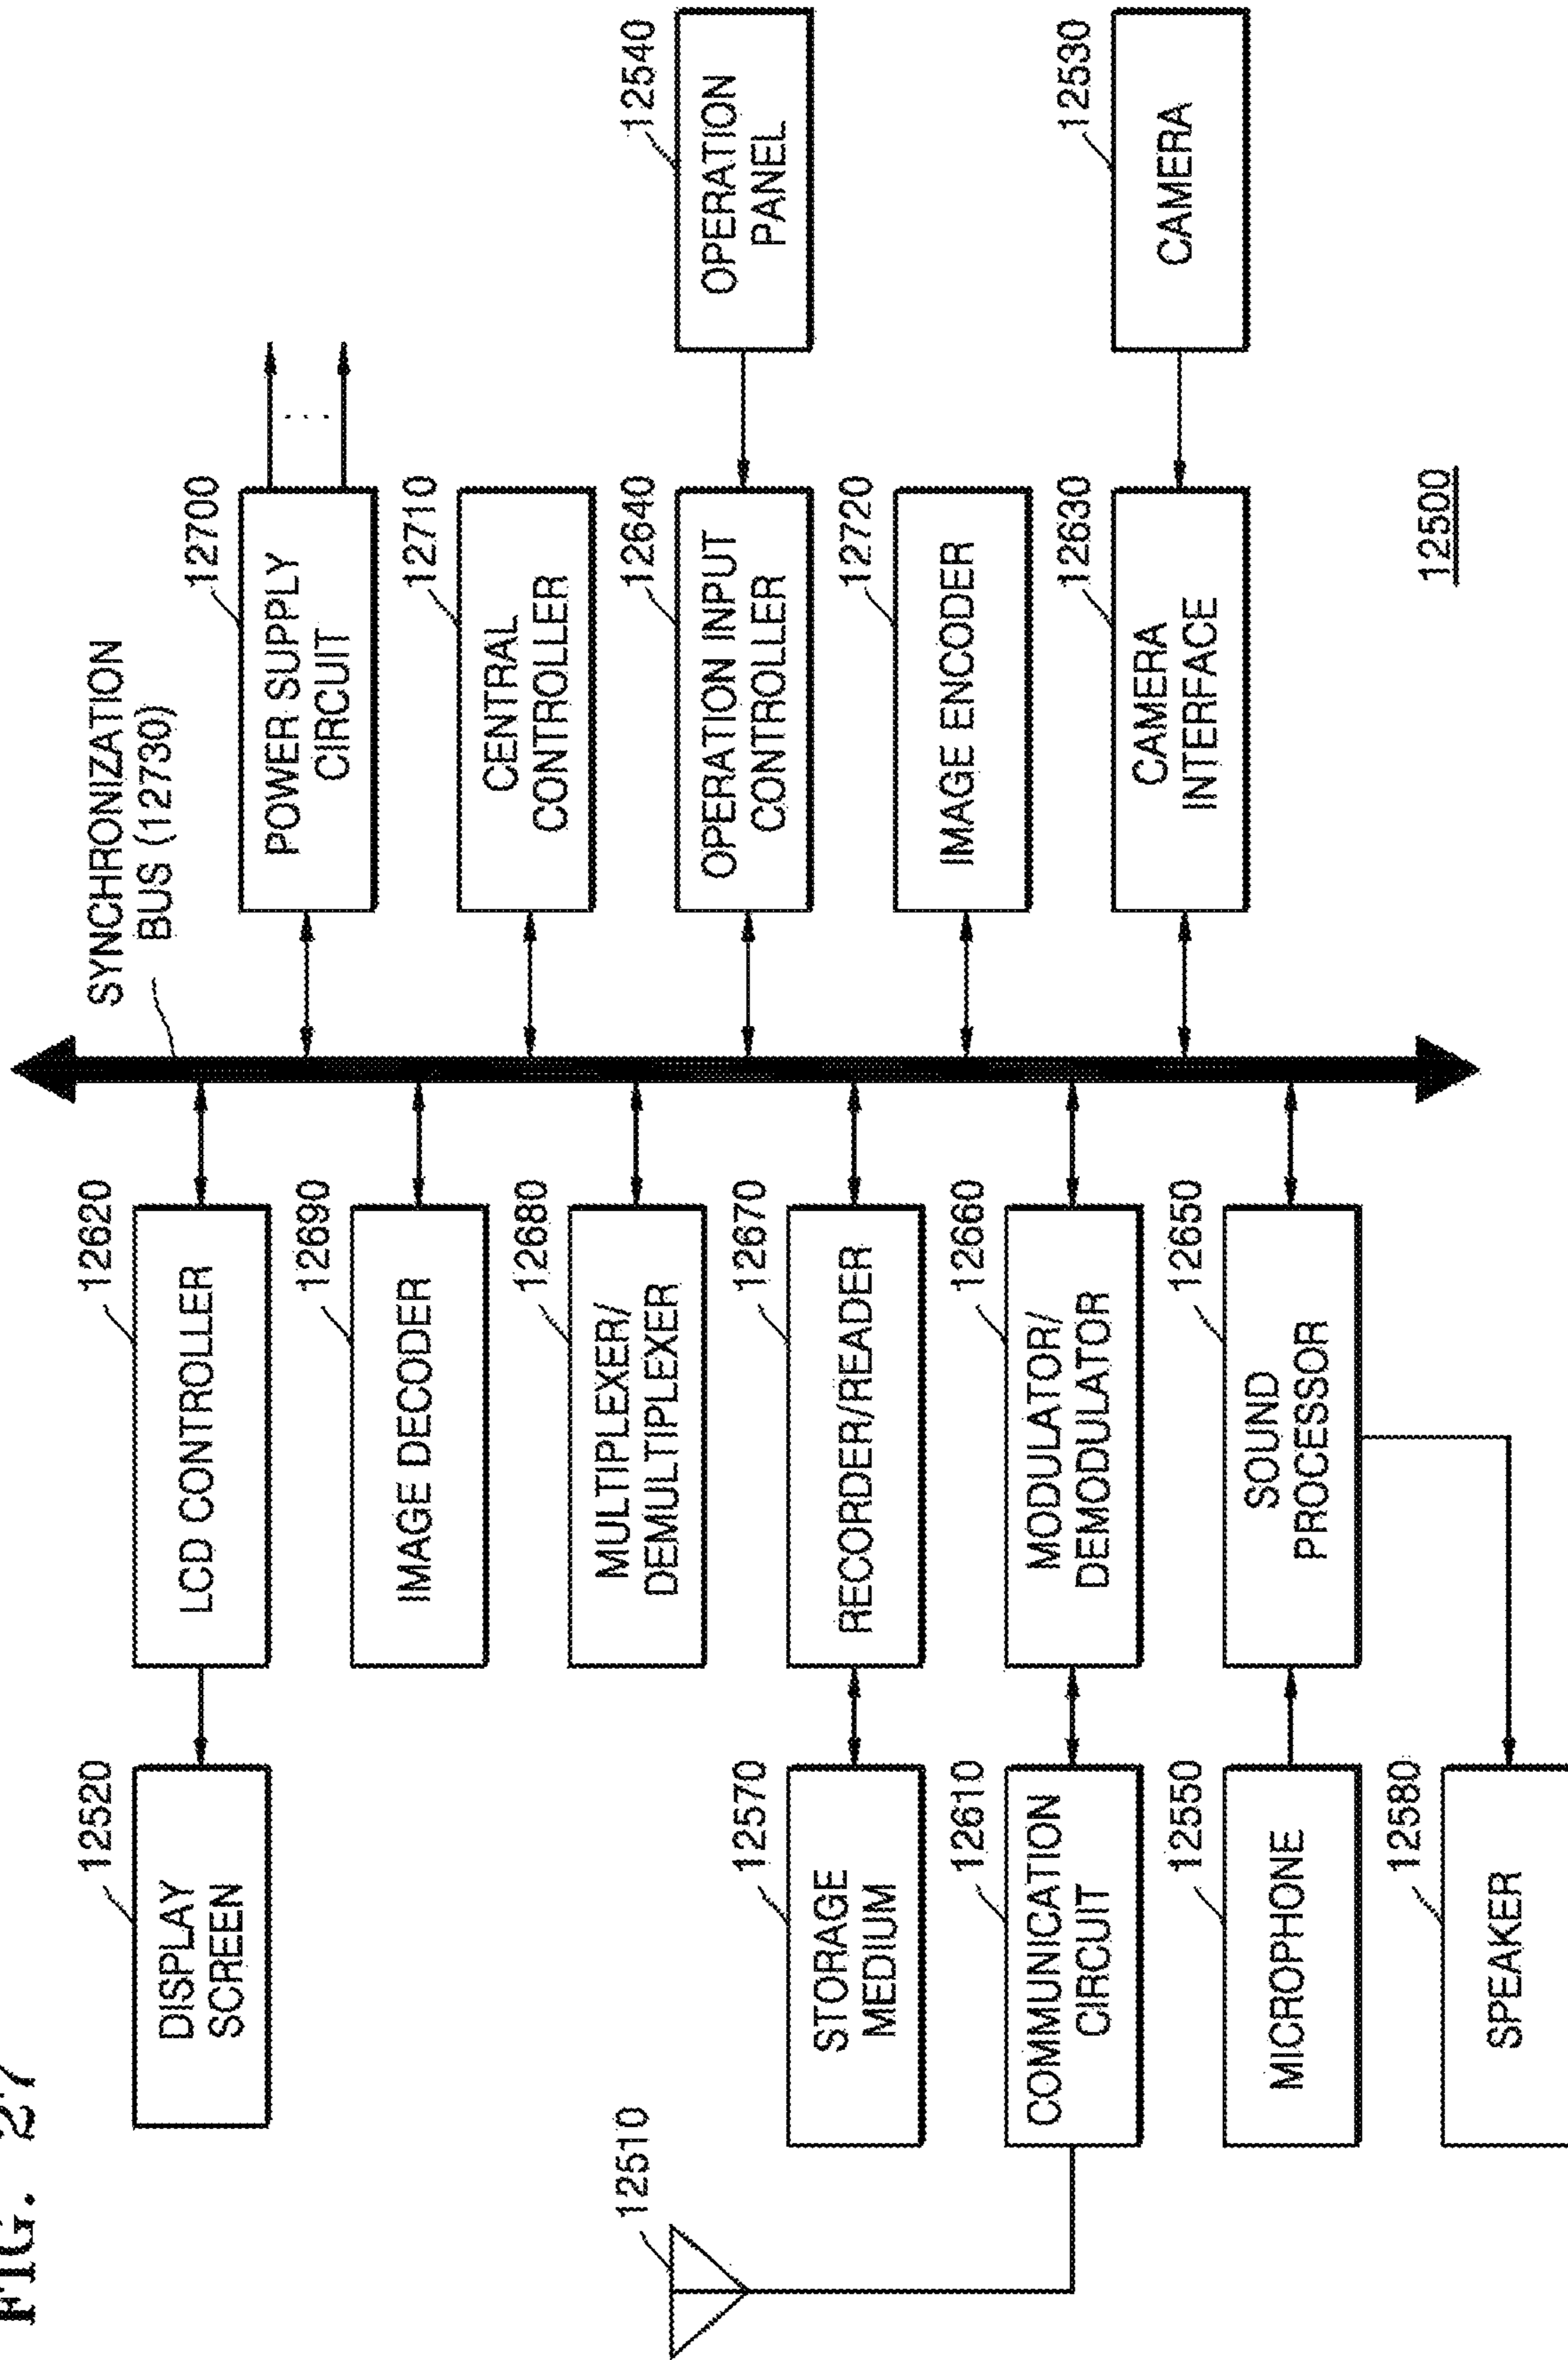 FIG. 27
12520
DISPLAY
SCREEN
12620
LCD CONTROLLER
SYNCHRONIZATION
BUS (12730)
12700
POWER SUPPLY
CIRCUIT
12690
IMAGE DECODER
12710
CENTRAL
CONTROLLER
12680
MULTIPLEXER/
DEMULTIPLEXER
12640
OPERATION INPUT
CONTROLLER
12540
OPERATION
PANEL
12510
12570
STORAGE
MEDIUM
12670
RECORDER/READER
12720
IMAGE ENCODER
12610
COMMUNICATION
CIRCUIT
12660
MODULATOR/
DEMODULATOR
12630
CAMERA
INTERFACE
12530
CAMERA
12550
MICROPHONE
12650
SOUND
PROCESSOR
12580
SPEAKER
12500